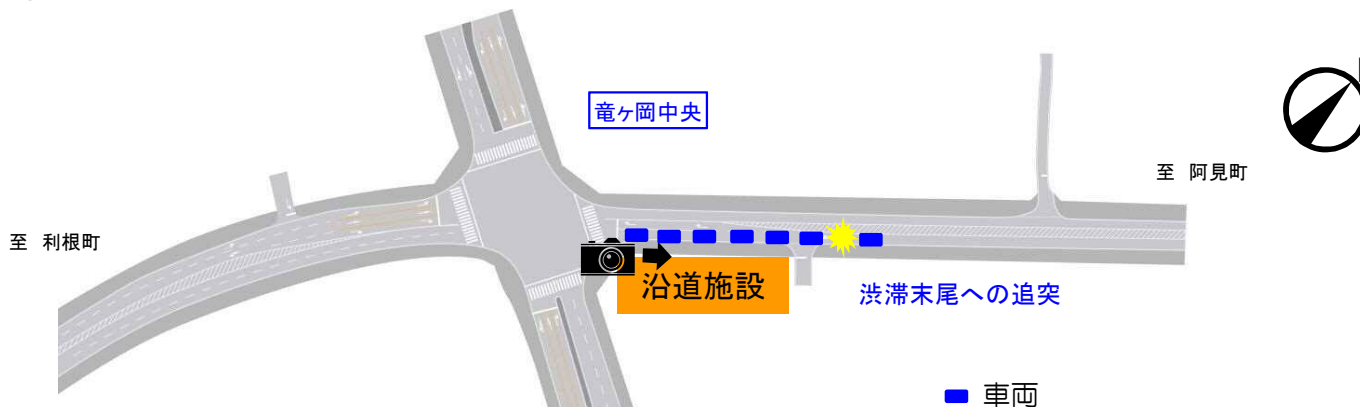 竜ヶ岡中央
至 阿見町
至 利根町
沿道施設
渋滞末尾への追突
車両